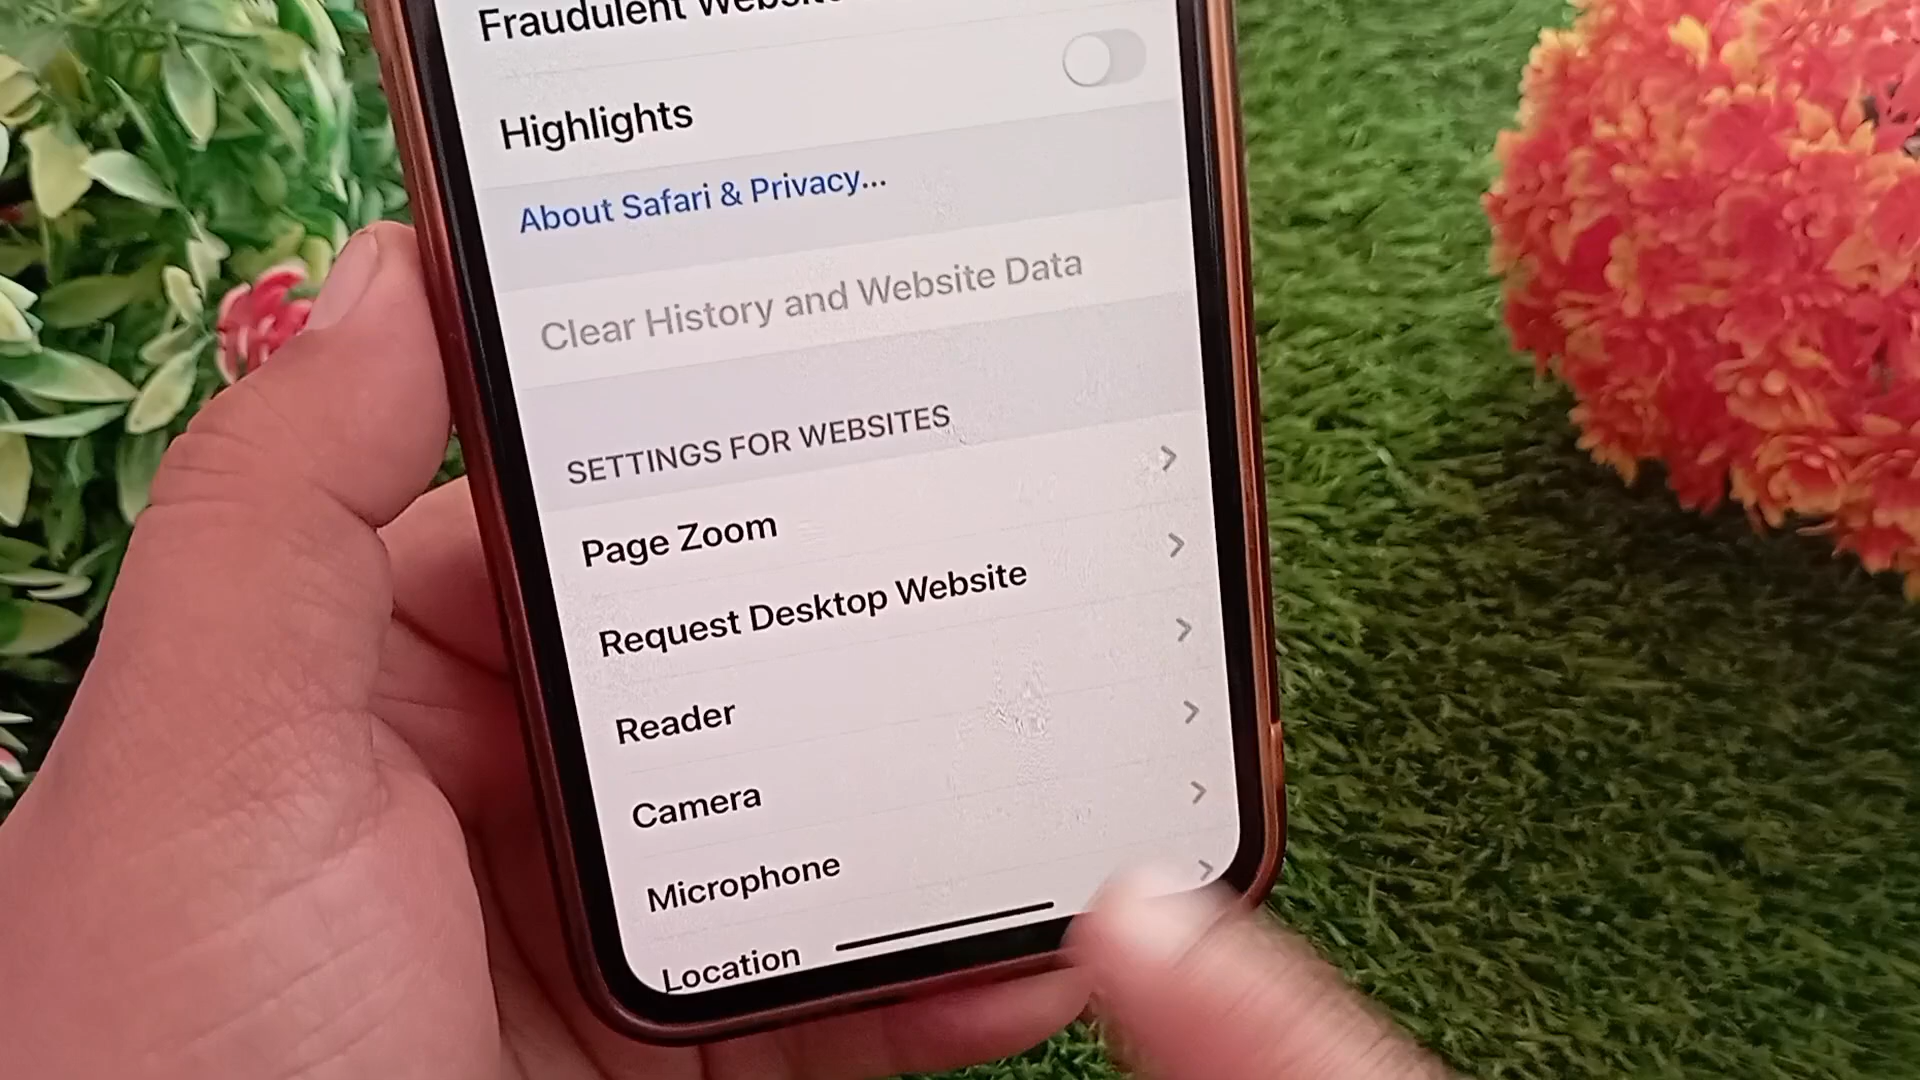 Fraudulent Website
Highlights
About Safari & Privacy...
Clear History and Website Data
SETTINGS FOR WEBSITES
Page Zoom
Request Desktop Website
Reader
Camera
Microphone
Location